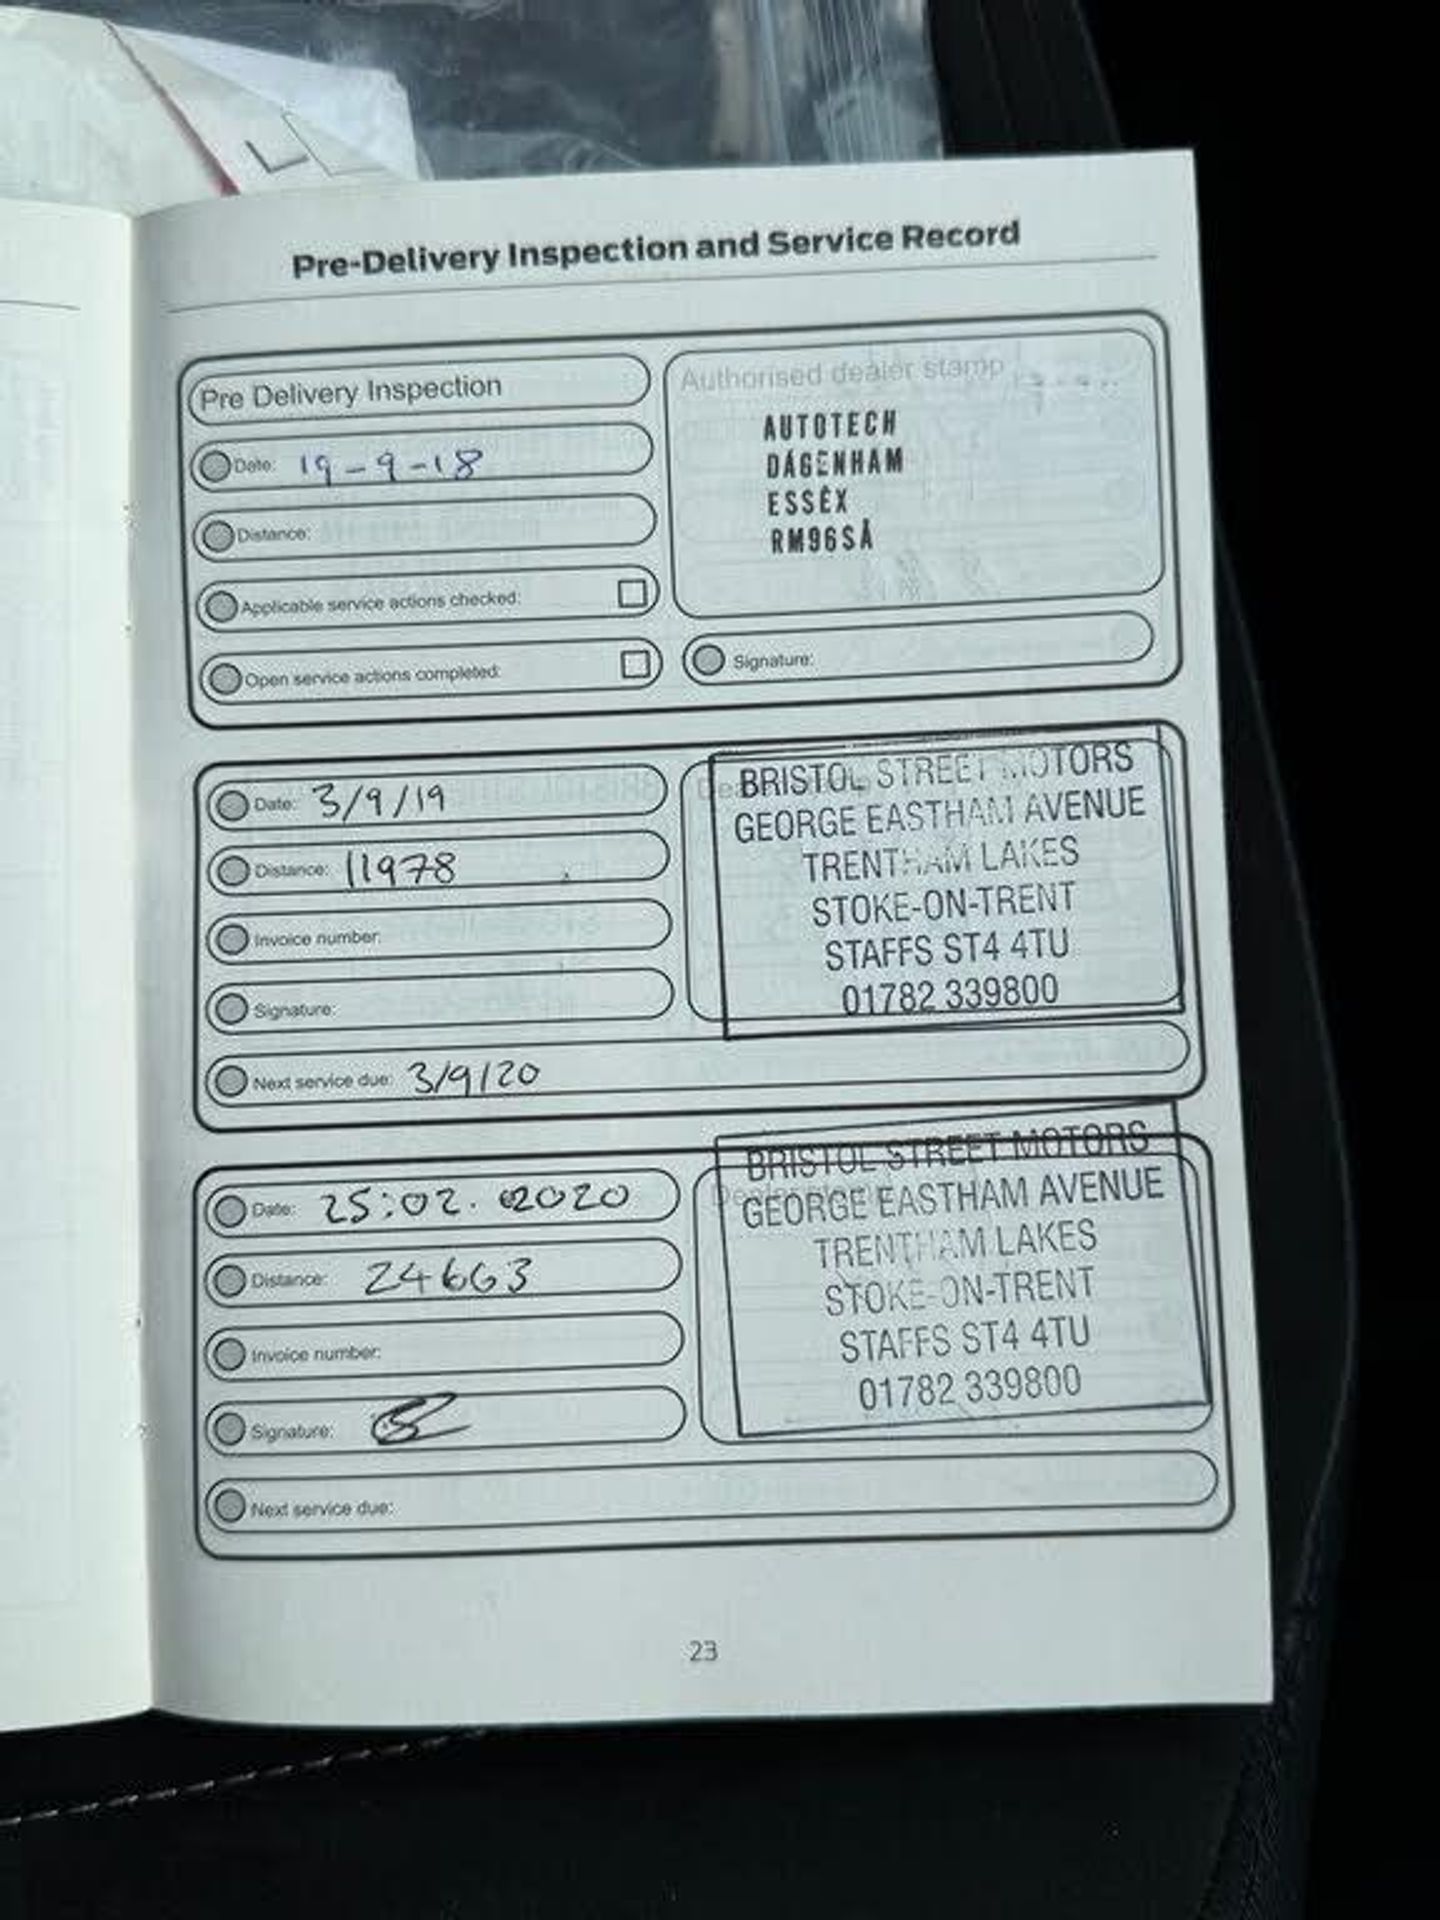 Pre-Delivery Inspection and Service Record
Pre Delivery Inspection
Date: 19-9-18
Distance:
Applicable service actions checked:
Open service actions completed:
Authorised dealer stamp
AUTOTECH
DAGENHAM
ESSEX
RM96SA
Signature:
Date: 3/9/19
Distance: 11978
Invoice number:
Signature:
Next service due: 3/9/20
BRISTOL STREET MOTORS
GEORGE EASTHAM AVENUE
TRENTHAM LAKES
STOKE-ON-TRENT
STAFFS ST4 4TU
01782 339800
Date: 25:02.2020
Distance: 24663
Invoice number:
Signature:
Next service due:
BRISTOL STREET MOTORS
GEORGE EASTHAM AVENUE
TRENTHAM LAKES
STOKE-ON-TRENT
STAFFS ST4 4TU
01782 339800
23